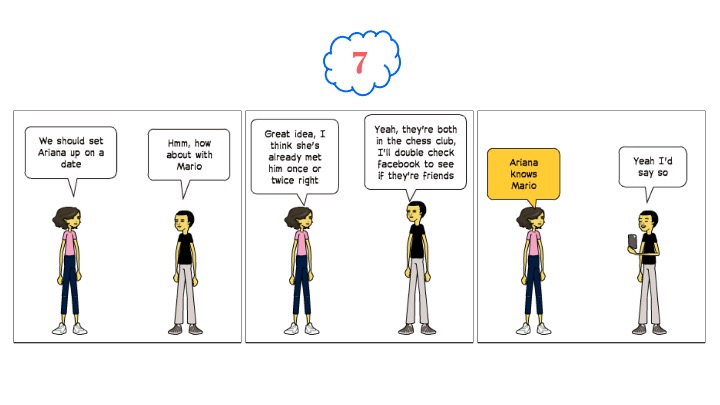 7
We should set
Ariana up on a
date
Hmm, how
about with
Mario
Great idea, I
think she's
already met
him once or
twice right
Yeah, they're both
in the chess club,
I'll double check
facebook to see
if they're friends
Ariana
knows
Mario
Yeah I'd
say so